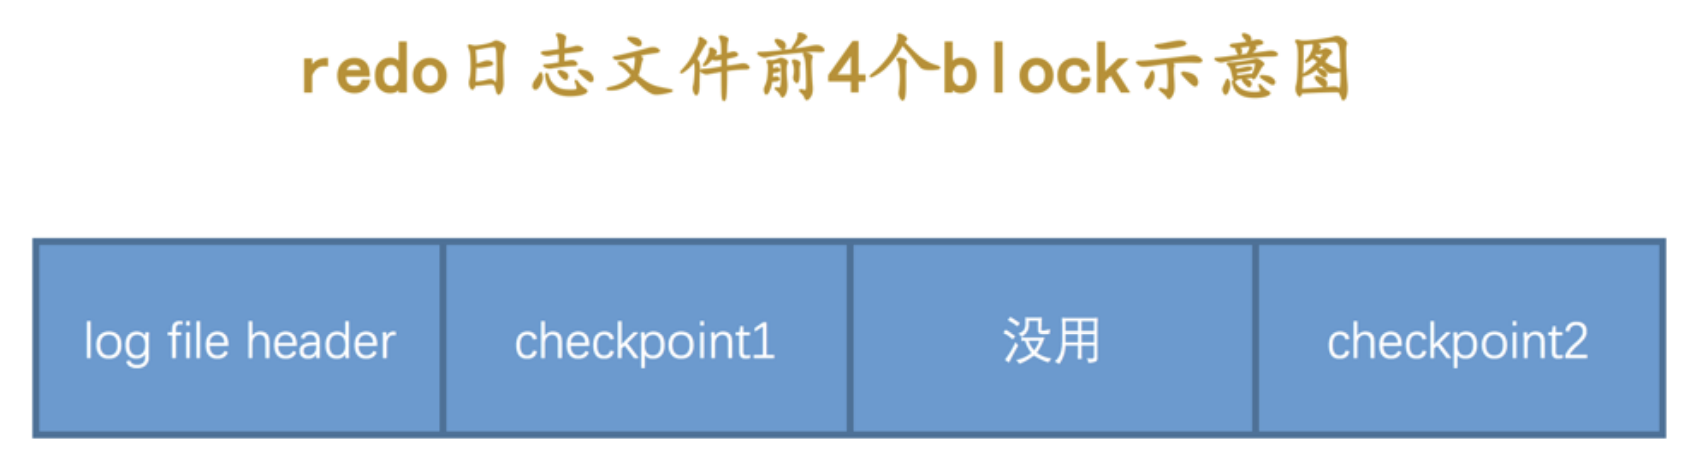 redo日志文件前4个block示意图
log file header
checkpoint1
没用
checkpoint2